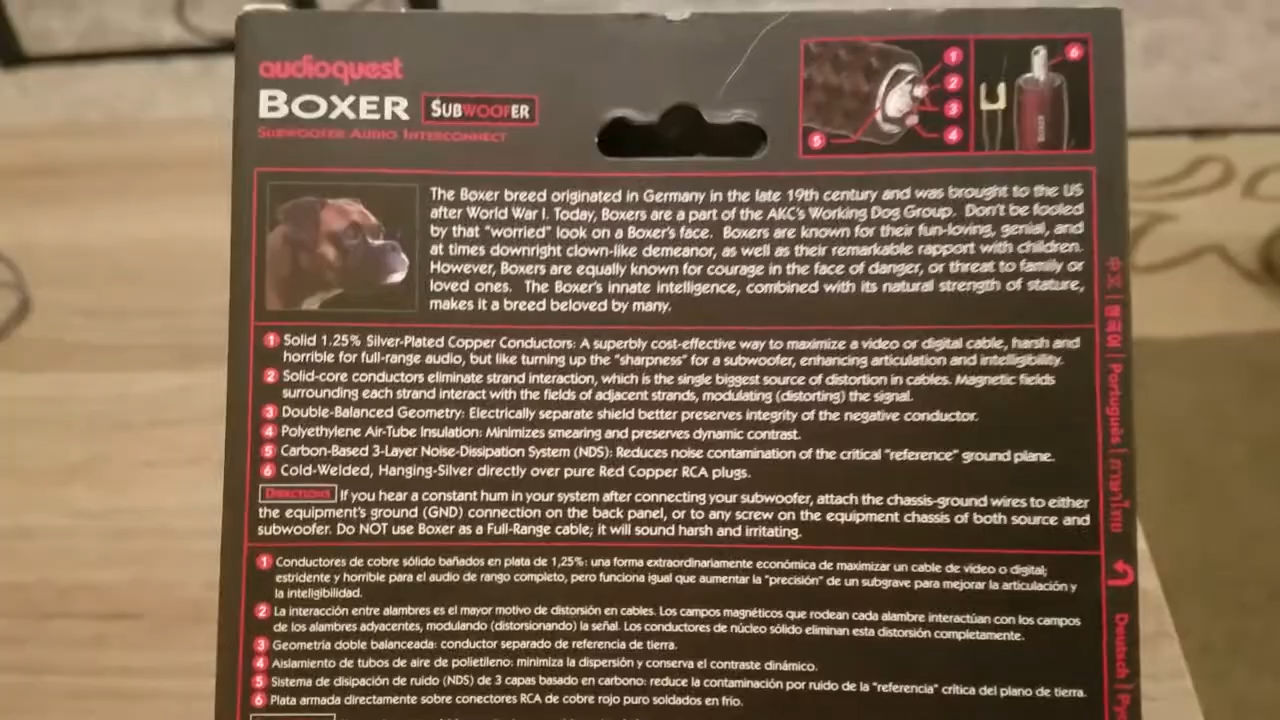 audioquest
BOXER SUBWOOFER
SUBWOOFER AUDIO INTERCONNECT
1
2
3
4
5
6
BOXER
The Boxer breed originated in Germany in the late 19th century and was brought to the US
after World War I. Today, Boxers are a part of the AKC's Working Dog Group. Don't be fooled
by that "worried" look on a Boxer's face. Boxers are known for their fun-loving, genial, and
at times downright clown-like demeanor, as well as their remarkable rapport with children.
However, Boxers are equally known for courage in the face of danger, or threat to family or
loved ones. The Boxer's innate intelligence, combined with its natural strength of stature,
makes it a breed beloved by many.
1 Solid 1.25% Silver-Plated Copper Conductors: A superbly cost-effective way to maximize a video or digital cable, harsh and
horrible for full-range audio, but like turning up the "sharpness" for a subwoofer, enhancing articulation and intelligibility.
2 Solid-core conductors eliminate strand interaction, which is the single biggest source of distortion in cables. Magnetic fields
surrounding each strand interact with the fields of adjacent strands, modulating (distorting) the signal.
3 Double-Balanced Geometry: Electrically separate shield better preserves integrity of the negative conductor.
4 Polyethylene Air-Tube Insulation: Minimizes smearing and preserves dynamic contrast.
5 Carbon-Based 3-Layer Noise-Dissipation System (NDS): Reduces noise contamination of the critical "reference" ground plane.
6 Cold-Welded, Hanging-Silver directly over pure Red Copper RCA plugs.
DIRECTIONS If you hear a constant hum in your system after connecting your subwoofer, attach the chassis-ground wires to either
the equipment's ground (GND) connection on the back panel, or to any screw on the equipment chassis of both source and
subwoofer. Do NOT use Boxer as a Full-Range cable; it will sound harsh and irritating.
1 Conductores de cobre sólido bañados en plata de 1,25%: una forma extraordinariamente económica de maximizar un cable de vídeo o digital;
estridente y horrible para el audio de rango completo, pero funciona igual que aumentar la "precisión" de un subgrave para mejorar la articulación y
la inteligibilidad.
2 La interacción entre alambres es el mayor motivo de distorsión en cables. Los campos magnéticos que rodean cada alambre interactúan con los campos
de los alambres adyacentes, modulando (distorsionando) la señal. Los conductores de núcleo sólido eliminan esta distorsión completamente.
3 Geometría doble balanceada: conductor separado de referencia de tierra.
4 Aislamiento de tubos de aire de polietileno: minimiza la dispersión y conserva el contraste dinámico.
5 Sistema de disipación de ruido (NDS) de 3 capas basado en carbono: reduce la contaminación por ruido de la "referencia" crítica del plano de tierra.
6 Plata armada directamente sobre conectores RCA de cobre rojo puro soldados en frío.
中文 | 한국어 | Português | ภาษาไทย
Deutsch |